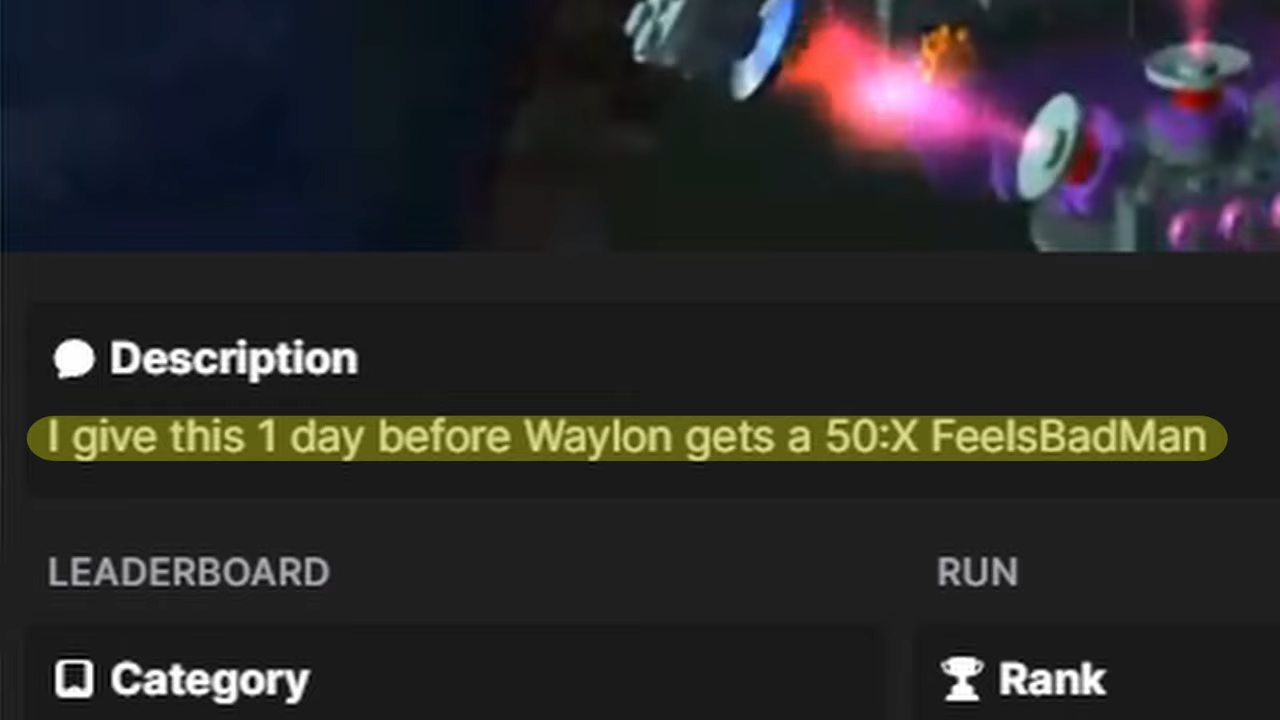 Description
I give this 1 day before Waylon gets a 50:X FeelsBadMan
LEADERBOARD
RUN
Category
Rank